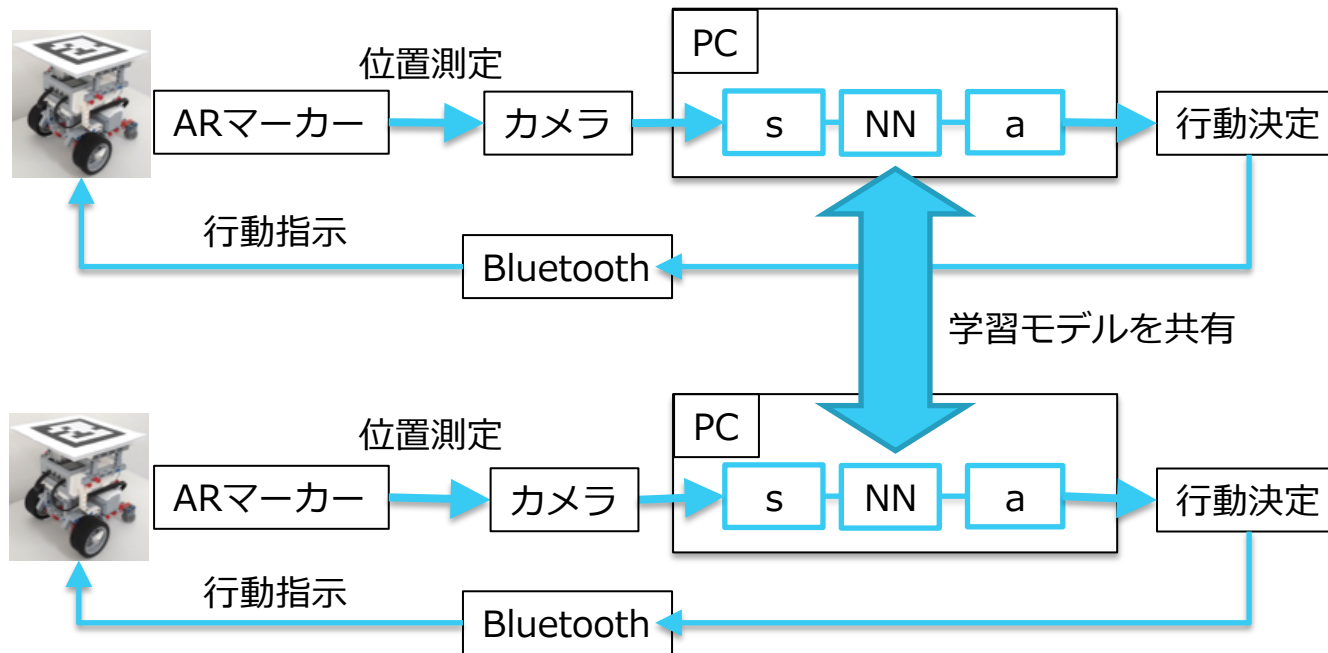 PC
位置測定
ARマーカー
カメラ
s
NN
a
行動決定
行動指示
Bluetooth
学習モデルを共有
PC
位置測定
ARマーカー
カメラ
s
NN
a
行動決定
行動指示
Bluetooth